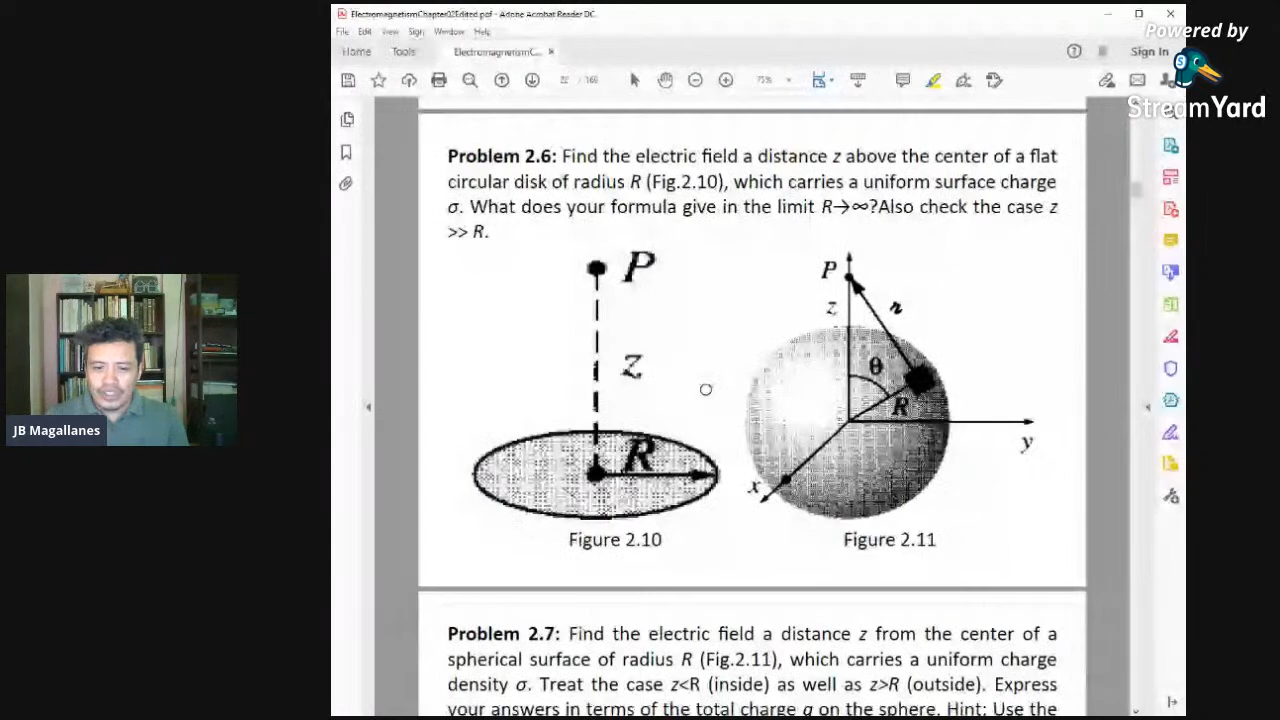 ElectromagnetismChapter02Edited.pdf - Adobe Acrobat Reader DC
File Edit View Sign Window Help
Home Tools ElectromagnetismC... × Sign In
22 / 168 75%
Powered by
StreamYard
Problem 2.6: Find the electric field a distance z above the center of a flat
circular disk of radius R (Fig.2.10), which carries a uniform surface charge
σ. What does your formula give in the limit R→∞?Also check the case z
>> R.
P
z
R
Figure 2.10
P
z
r
θ
R
y
x
Figure 2.11
JB Magallanes
Problem 2.7: Find the electric field a distance z from the center of a
spherical surface of radius R (Fig.2.11), which carries a uniform charge
density σ. Treat the case z<R (inside) as well as z>R (outside). Express
your answers in terms of the total charge q on the sphere. Hint: Use the